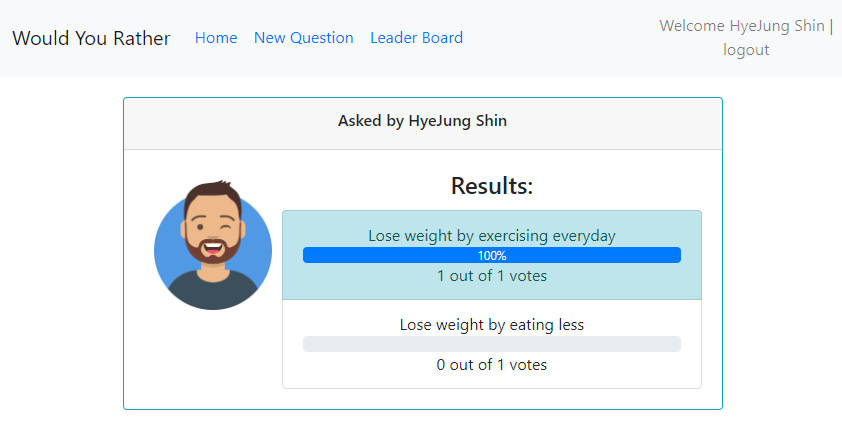 Would You Rather Home New Question Leader Board
Welcome HyeJung Shin |
logout
Asked by HyeJung Shin
Results:
Lose weight by exercising everyday
100%
1 out of 1 votes
Lose weight by eating less
0 out of 1 votes